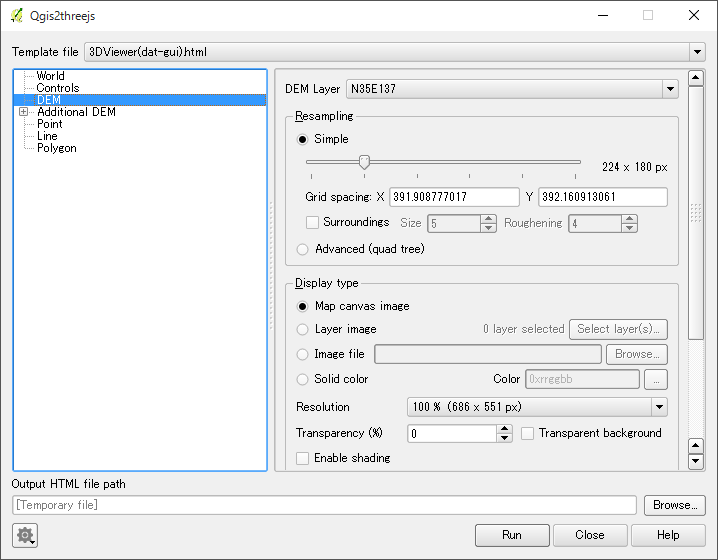 Qgis2threejs
Template file 3DViewer(dat-gui).html
World
Controls
DEM
Additional DEM
Point
Line
Polygon
DEM Layer N35E137
Resampling
Simple
224 x 180 px
Grid spacing: X 391.908777017 Y 392.160913061
Surroundings Size 5 Roughening 4
Advanced (quad tree)
Display type
Map canvas image
Layer image 0 layer selected Select layer(s)...
Image file Browse...
Solid color Color 0xrrggbb ...
Resolution 100 % (686 x 551 px)
Transparency (%) 0 Transparent background
Enable shading
Output HTML file path
[Temporary file] Browse...
Run Close Help